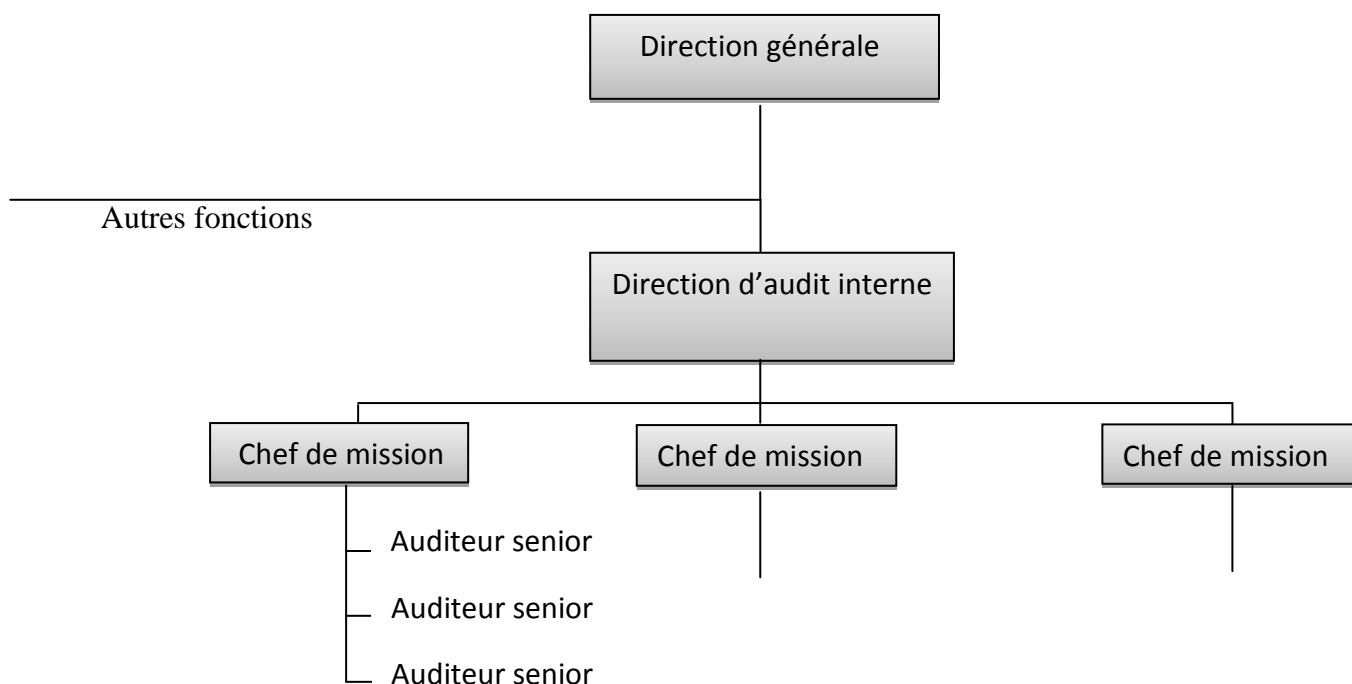 Direction générale
Autres fonctions
Direction d’audit interne
Chef de mission
Chef de mission
Chef de mission
Auditeur senior
Auditeur senior
Auditeur senior